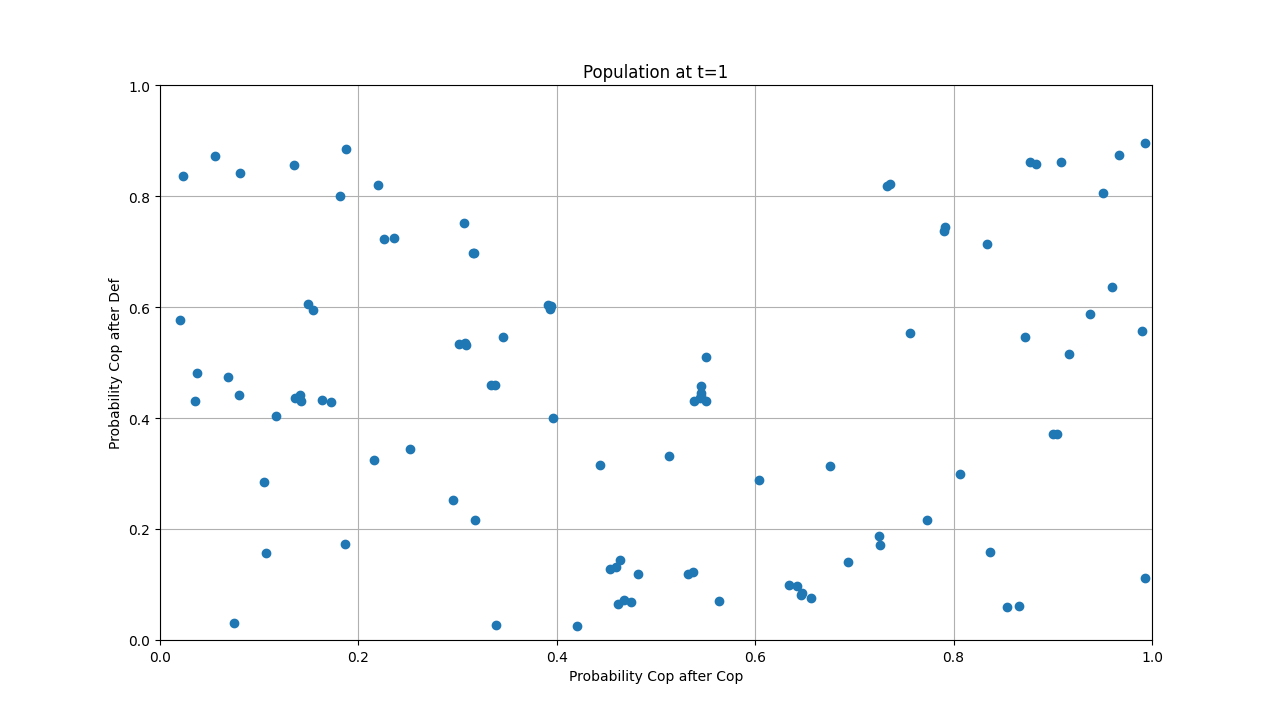 Population at t=1
1.0
0.8
0.6
0.4
0.2
0.0
Probability Cop after Def
0.0 0.2 0.4 0.6 0.8 1.0
Probability Cop after Cop